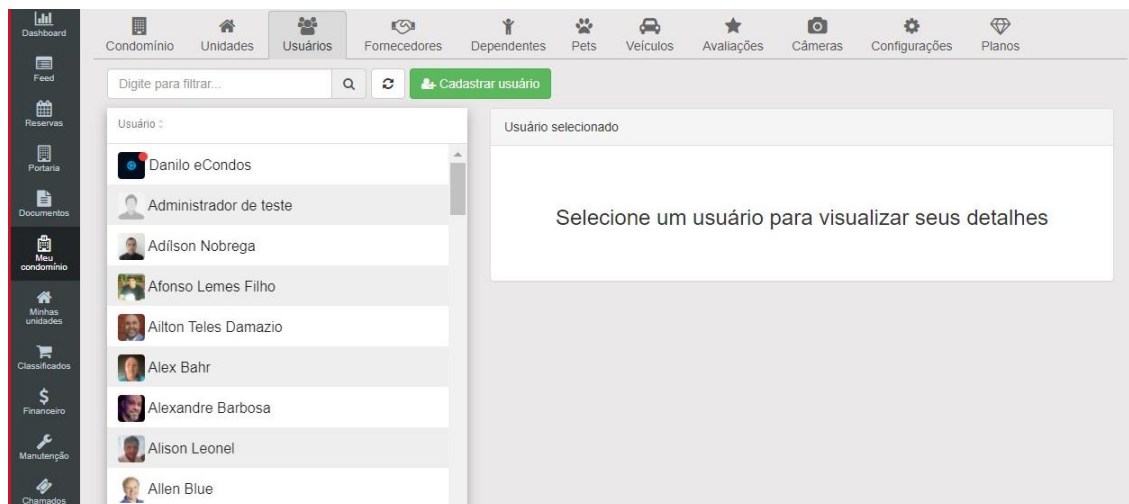 Dashboard
Feed
Reservas
Portaria
Documentos
Meu
condomínio
Minhas
unidades
Classificados
Financeiro
Manutenção
Chamados
Condomínio
Unidades
Usuários
Fornecedores
Dependentes
Pets
Veículos
Avaliações
Câmeras
Configurações
Planos
Digite para filtrar...
Cadastrar usuário
Usuário
Danilo eCondos
Administrador de teste
Adílson Nobrega
Afonso Lemes Filho
Ailton Teles Damazio
Alex Bahr
Alexandre Barbosa
Alison Leonel
Allen Blue
Usuário selecionado
Selecione um usuário para visualizar seus detalhes